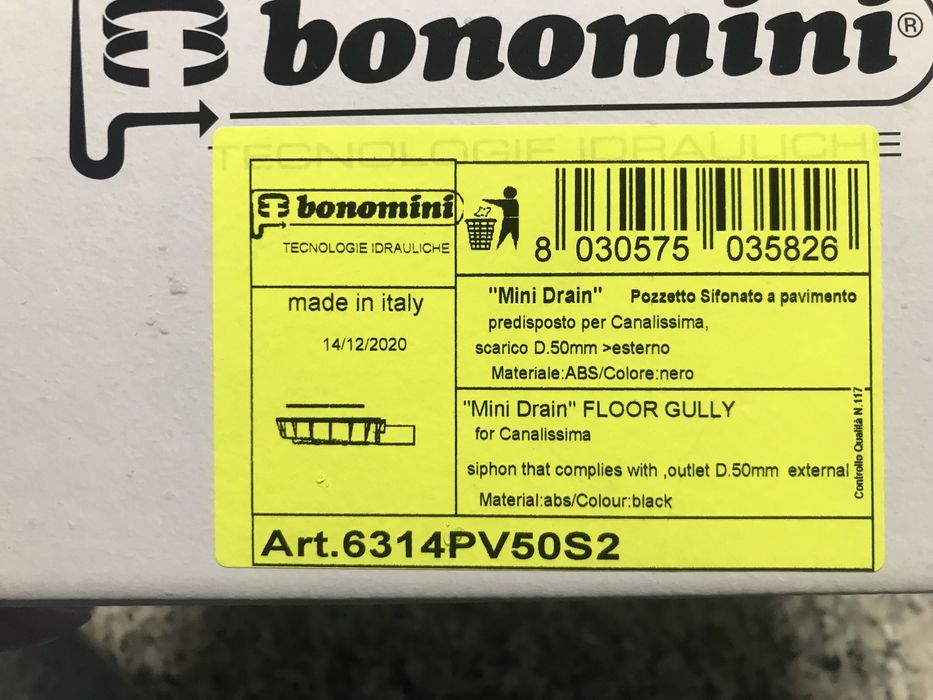 bonomini®
TECNOLOGIE IDRAULICHE
bonomini
TECNOLOGIE IDRAULICHE
8 030575 035826
made in italy
14/12/2020
"Mini Drain" Pozzetto Sifonato a pavimento
predisposto per Canalissima,
scarico D.50mm >esterno
Materiale:ABS/Colore:nero
"Mini Drain" FLOOR GULLY
for Canalissima
siphon that complies with ,outlet D.50mm external
Material:abs/Colour:black
Controllo Qualità N.117
Art.6314PV50S2